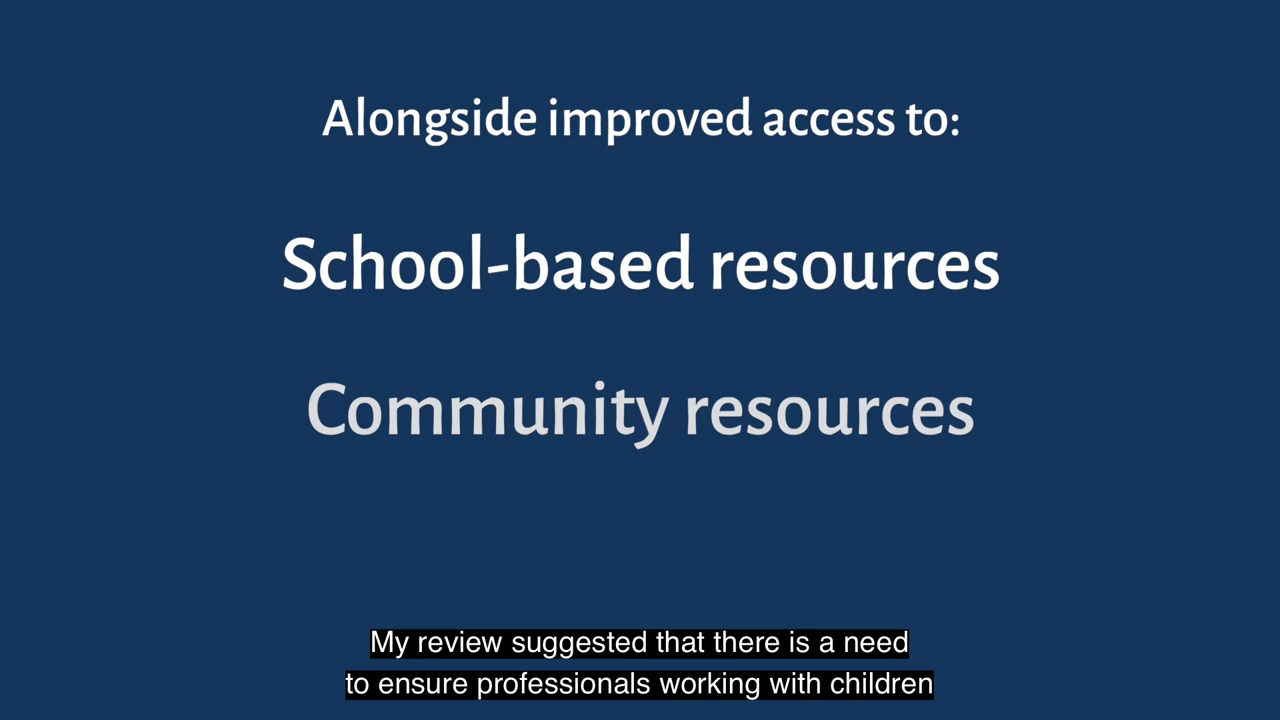 Alongside improved access to:
School-based resources
Community resources
My review suggested that there is a need
to ensure professionals working with children